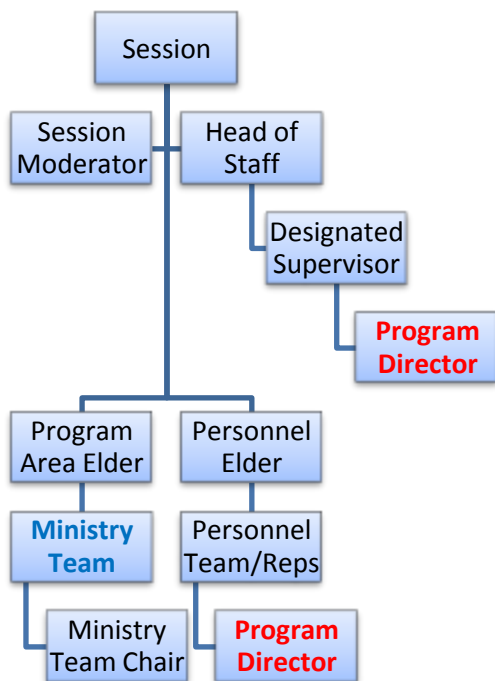 Session
Session
Moderator
Head of
Staff
Designated
Supervisor
Program
Director
Program
Area Elder
Personnel
Elder
Ministry
Team
Personnel
Team/Reps
Ministry
Team Chair
Program
Director